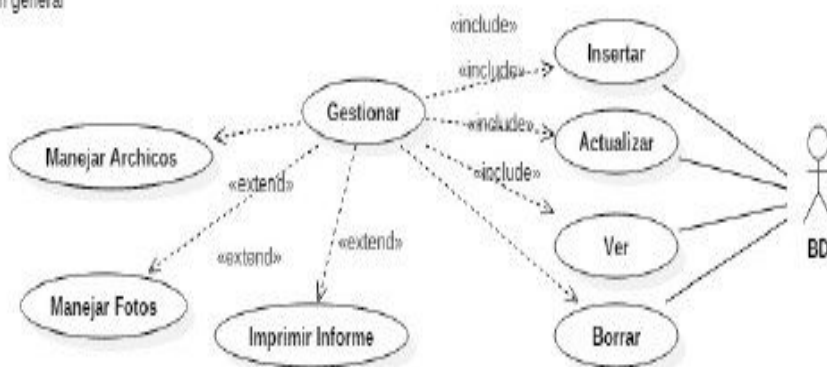 general
«include»
Insertar
«include»
Gestionar
«include»
Actualizar
Manejar Archicos
«extend»
«include»
Ver
BD
«extend»
«extend»
Manejar Fotos
Imprimir Informe
Borrar